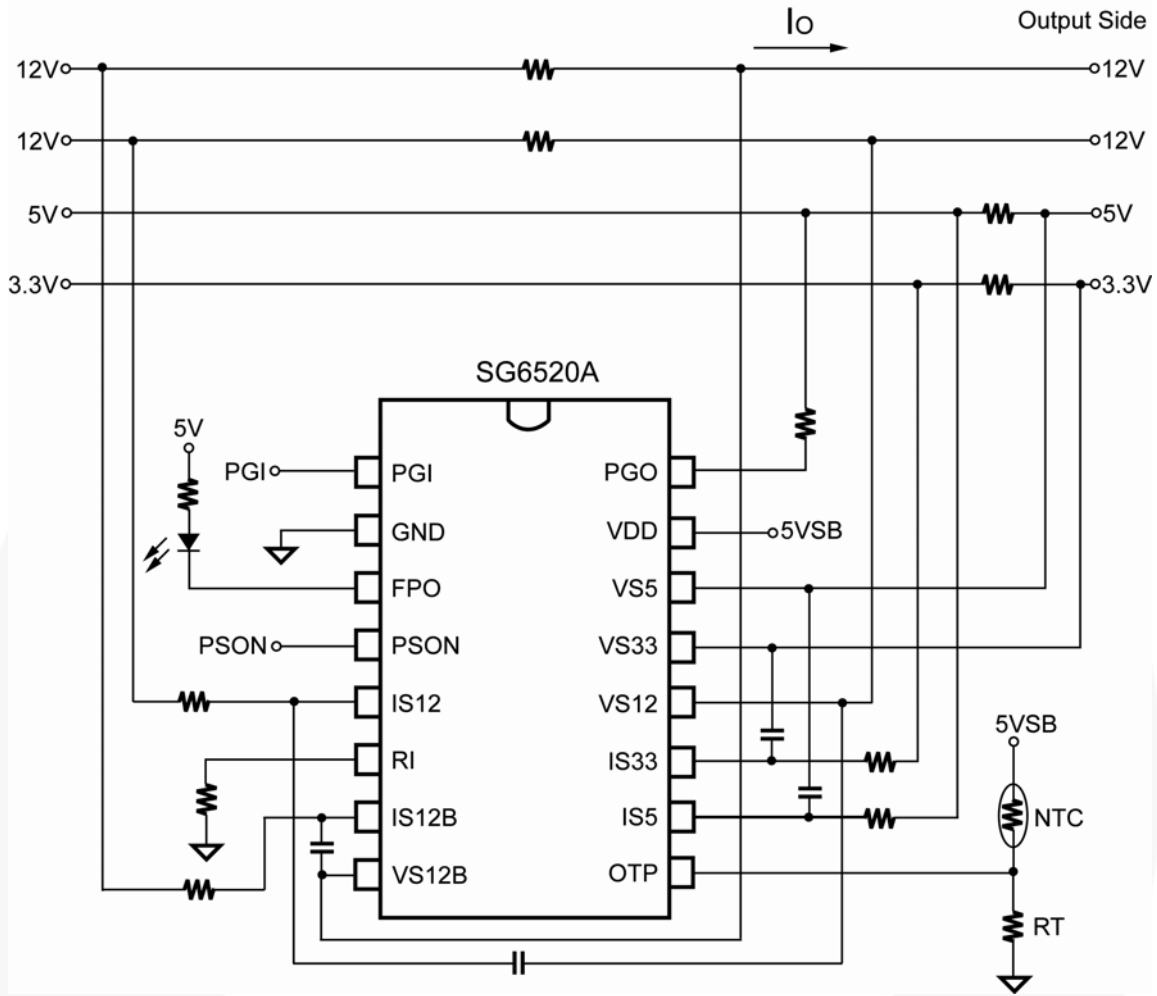 IO
Output Side
12V
12V
12V
12V
5V
5V
3.3V
3.3V
SG6520A
5V
PGI
PGI
PGO
GND
VDD
5VSB
FPO
VS5
PSON
PSON
VS33
IS12
VS12
5VSB
RI
IS33
IS12B
IS5
NTC
VS12B
OTP
RT